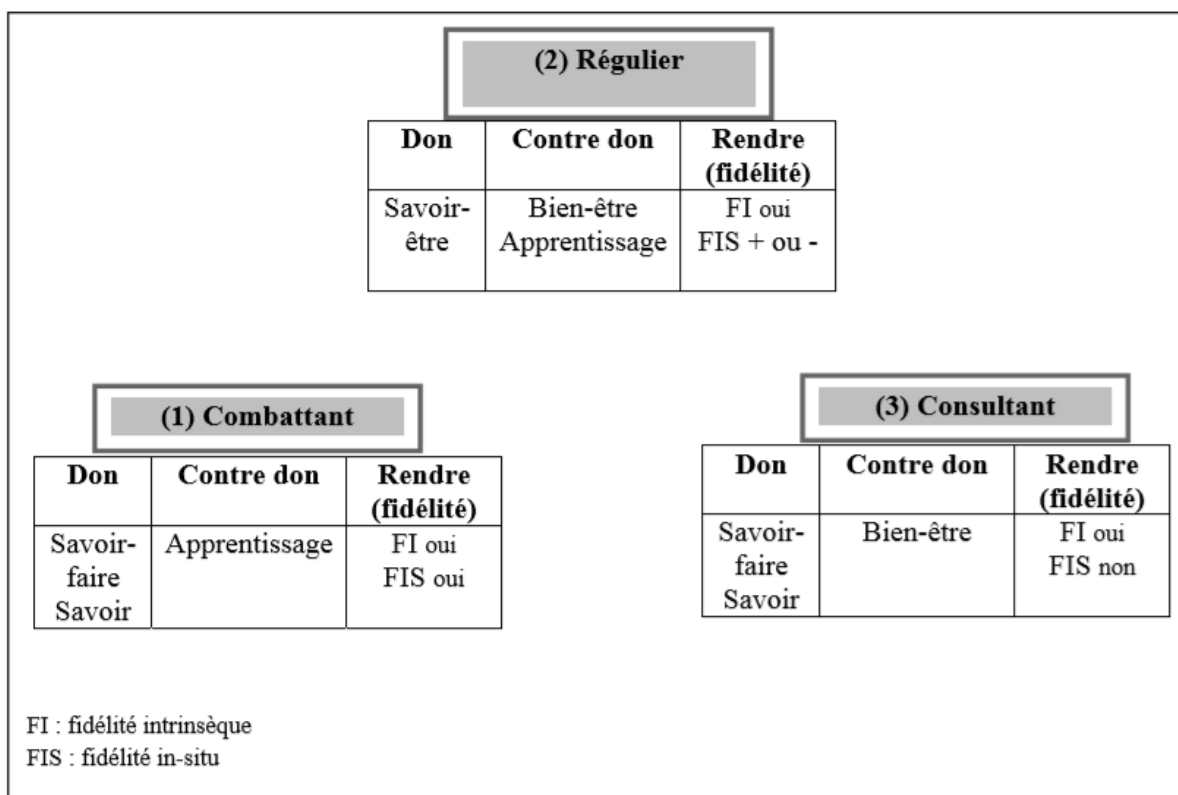 (2) Régulier
Don Contre don Rendre
(fidélité)
Savoir- Bien-être FI oui
être Apprentissage FIS + ou -
(1) Combattant
Don Contre don Rendre
(fidélité)
Savoir- Apprentissage FI oui
faire FIS oui
Savoir
(3) Consultant
Don Contre don Rendre
(fidélité)
Savoir- Bien-être FI oui
faire FIS non
Savoir
FI : fidélité intrinsèque
FIS : fidélité in-situ